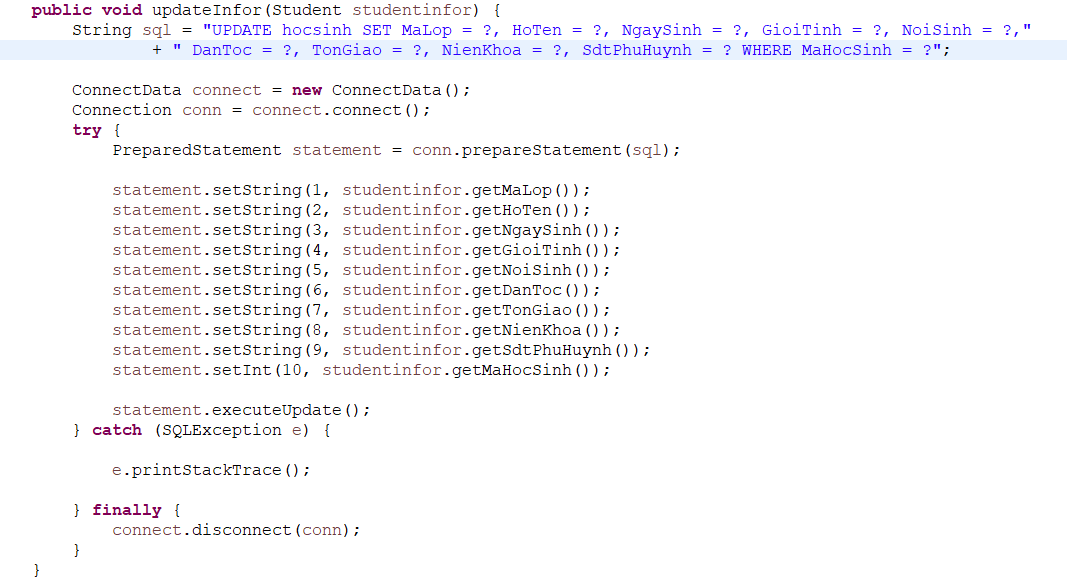 public void updateInfor(Student studentinfor) {
String sql = "UPDATE hocsinh SET MaLop = ?, HoTen = ?, NgaySinh = ?, GioiTinh = ?, NoiSinh = ?,"
+ " DanToc = ?, TonGiao = ?, NienKhoa = ?, SdtPhuHuynh = ? WHERE MaHocSinh = ?";
ConnectData connect = new ConnectData();
Connection conn = connect.connect();
try {
PreparedStatement statement = conn.prepareStatement(sql);
statement.setString(1, studentinfor.getMaLop());
statement.setString(2, studentinfor.getHoTen());
statement.setString(3, studentinfor.getNgaySinh());
statement.setString(4, studentinfor.getGioiTinh());
statement.setString(5, studentinfor.getNoiSinh());
statement.setString(6, studentinfor.getDanToc());
statement.setString(7, studentinfor.getTonGiao());
statement.setString(8, studentinfor.getNienKhoa());
statement.setString(9, studentinfor.getSdtPhuHuynh());
statement.setInt(10, studentinfor.getMaHocSinh());
statement.executeUpdate();
} catch (SQLException e) {
e.printStackTrace();
} finally {
connect.disconnect(conn);
}
}